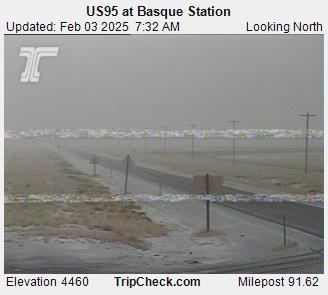 US95 at Basque Station
Updated: Feb 03 2025 7:32 AM Looking North
Elevation 4460 TripCheck.com Milepost 91.62